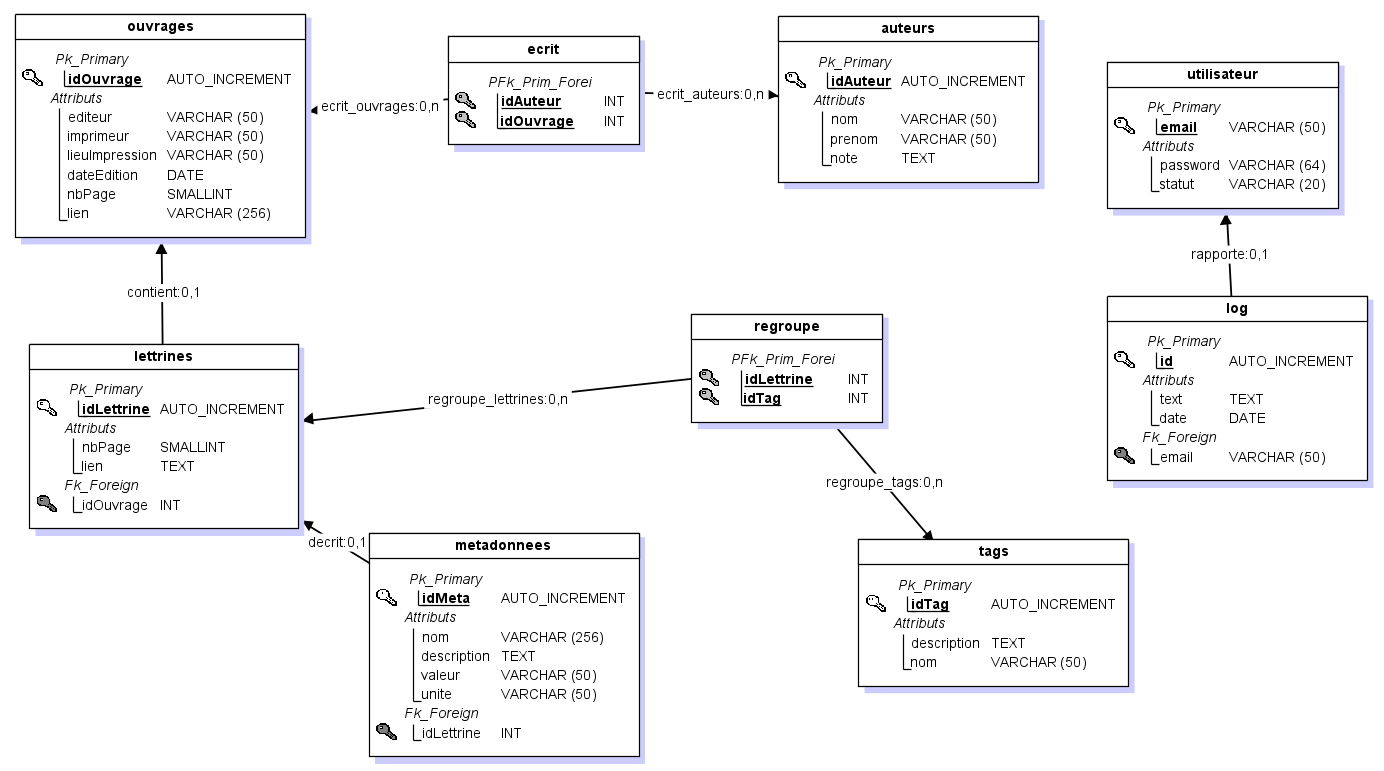 ouvrages
Pk_Primary
idOuvrage AUTO_INCREMENT
Attributs
editeur VARCHAR (50)
imprimeur VARCHAR (50)
lieuImpression VARCHAR (50)
dateEdition DATE
nbPage SMALLINT
lien VARCHAR (256)
ecrit_ouvrages:0,n
ecrit
PFk_Prim_Forei
idAuteur INT
idOuvrage INT
ecrit_auteurs:0,n
auteurs
Pk_Primary
idAuteur AUTO_INCREMENT
Attributs
nom VARCHAR (50)
prenom VARCHAR (50)
note TEXT
utilisateur
Pk_Primary
email VARCHAR (50)
Attributs
password VARCHAR (64)
statut VARCHAR (20)
rapporte:0,1
log
Pk_Primary
id AUTO_INCREMENT
Attributs
text TEXT
date DATE
Fk_Foreign
email VARCHAR (50)
contient:0,1
lettrines
Pk_Primary
idLettrine AUTO_INCREMENT
Attributs
nbPage SMALLINT
lien TEXT
Fk_Foreign
idOuvrage INT
regroupe_lettrines:0,n
regroupe
PFk_Prim_Forei
idLettrine INT
idTag INT
regroupe_tags:0,n
decrit:0,1
metadonnees
Pk_Primary
idMeta AUTO_INCREMENT
Attributs
nom VARCHAR (256)
description TEXT
valeur VARCHAR (50)
unite VARCHAR (50)
Fk_Foreign
idLettrine INT
tags
Pk_Primary
idTag AUTO_INCREMENT
Attributs
description TEXT
nom VARCHAR (50)